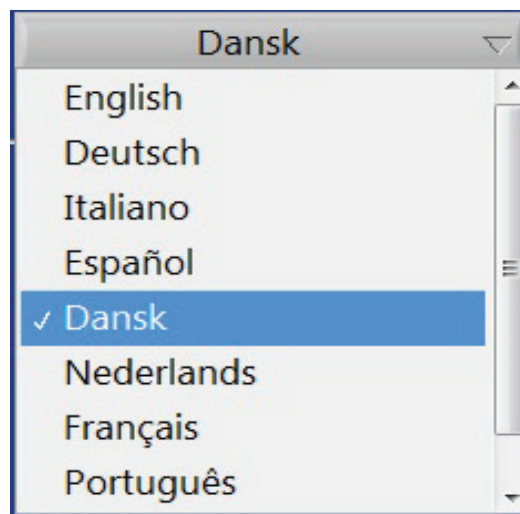 Dansk
English
Deutsch
Italiano
Español
✓ Dansk
Nederlands
Français
Português